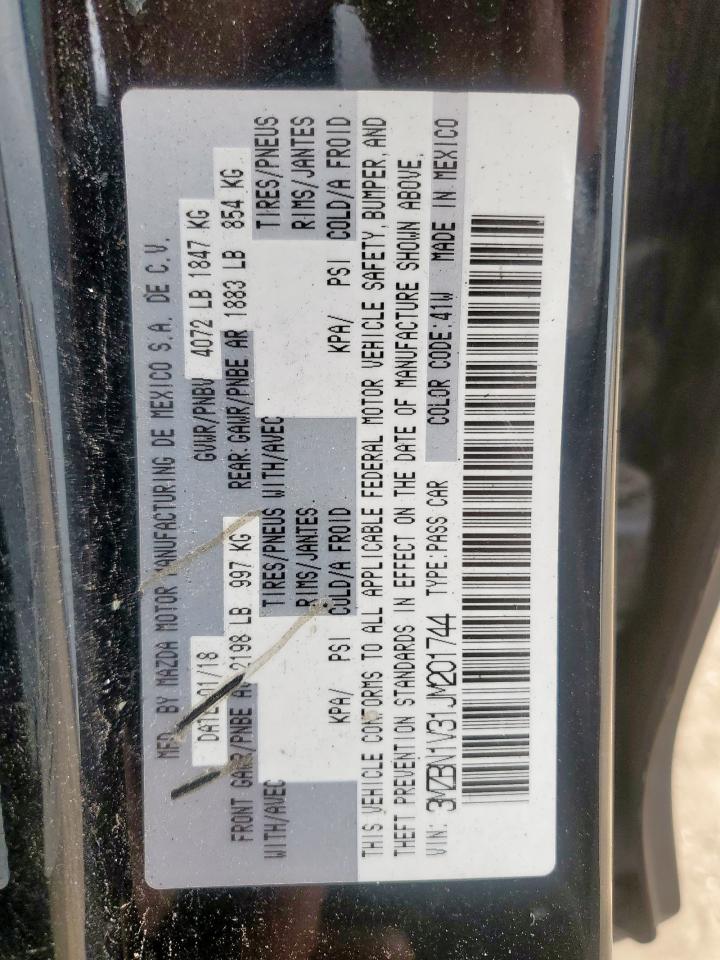 MFD. BY MAZDA MOTOR MANUFACTURING DE MEXICO S.A. DE C.V.
DATE 01/18 GVWR/PNBV 4072 LB 1847 KG
FRONT GAWR/PNBE AV 2198 LB 997 KG REAR GAWR/PNBE AR 1883 LB 854 KG
WITH/AVEC TIRES/PNEUS WITH/AVEC TIRES/PNEUS
RIMS/JANTES RIMS/JANTES
KPA/ PSI COLD/A FROID KPA/ PSI COLD/A FROID
THIS VEHICLE CONFORMS TO ALL APPLICABLE FEDERAL MOTOR VEHICLE SAFETY, BUMPER, AND
THEFT PREVENTION STANDARDS IN EFFECT ON THE DATE OF MANUFACTURE SHOWN ABOVE.
VIN: 3MZBN1V31JM201744 TYPE:PASS CAR COLOR CODE:41W MADE IN MEXICO